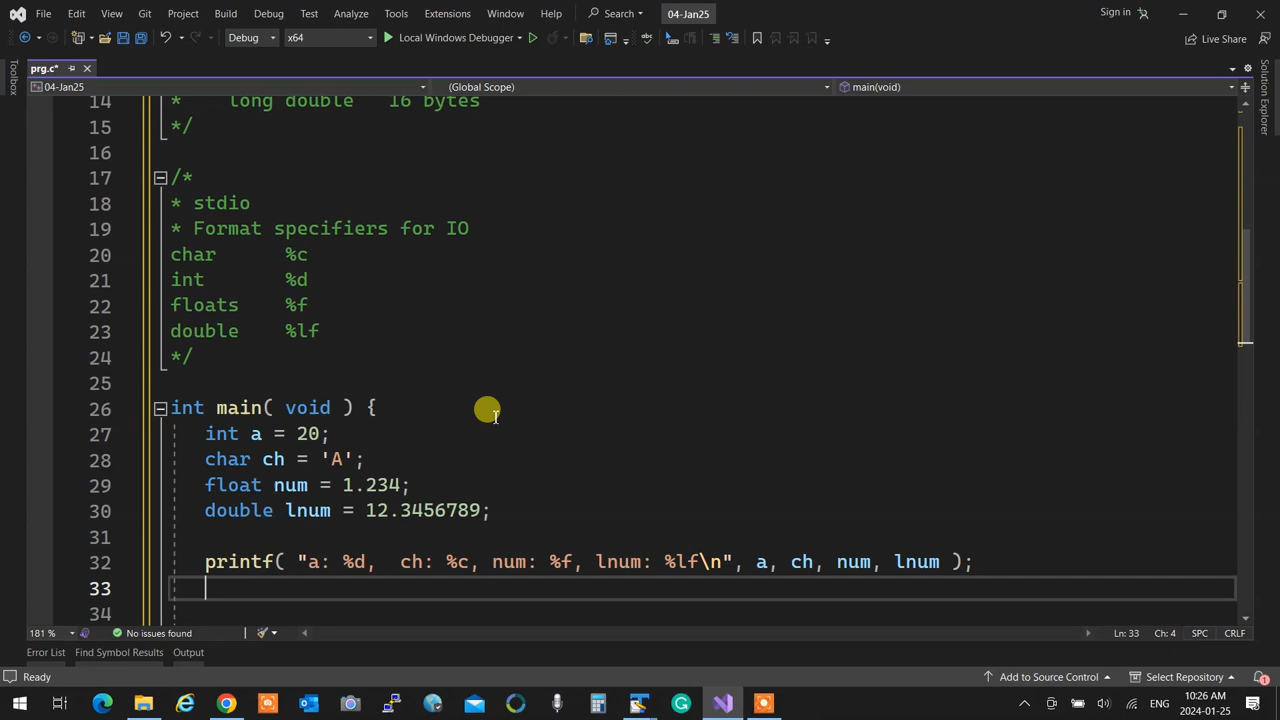 File Edit View Git Project Build Debug Test Analyze Tools Extensions Window Help Search 04-Jan25 Sign in
Debug x64 Local Windows Debugger Live Share
prg.c*
04-Jan25 (Global Scope) main(void)
Toolbox
Solution Explorer
14 * long double 16 bytes
15 */
16
17 /*
18 * stdio
19 * Format specifiers for IO
20 char %c
21 int %d
22 floats %f
23 double %lf
24 */
25
26 int main( void ) {
27 int a = 20;
28 char ch = 'A';
29 float num = 1.234;
30 double lnum = 12.3456789;
31
32 printf( "a: %d, ch: %c, num: %f, lnum: %lf\n", a, ch, num, lnum );
33
34
181 % No issues found Ln: 33 Ch: 4 SPC CRLF
Error List Find Symbol Results Output
Ready Add to Source Control Select Repository 1
ENG 10:26 AM
2024-01-25